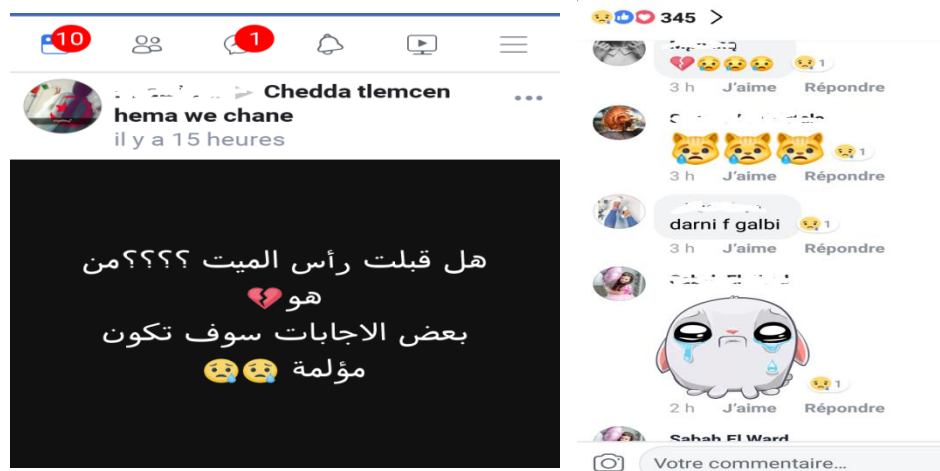 10
1
Chedda tlemcen
hema we chane
il y a 15 heures
هل قبلت رأس الميت ؟؟؟؟من
هو
بعض الاجابات سوف تكون
مؤلمة
345
1
3 h J'aime Répondre
1
3 h J'aime Répondre
darni f galbi 1
3 h J'aime Répondre
1
2 h J'aime Répondre
Sabah El Ward
Votre commentaire...